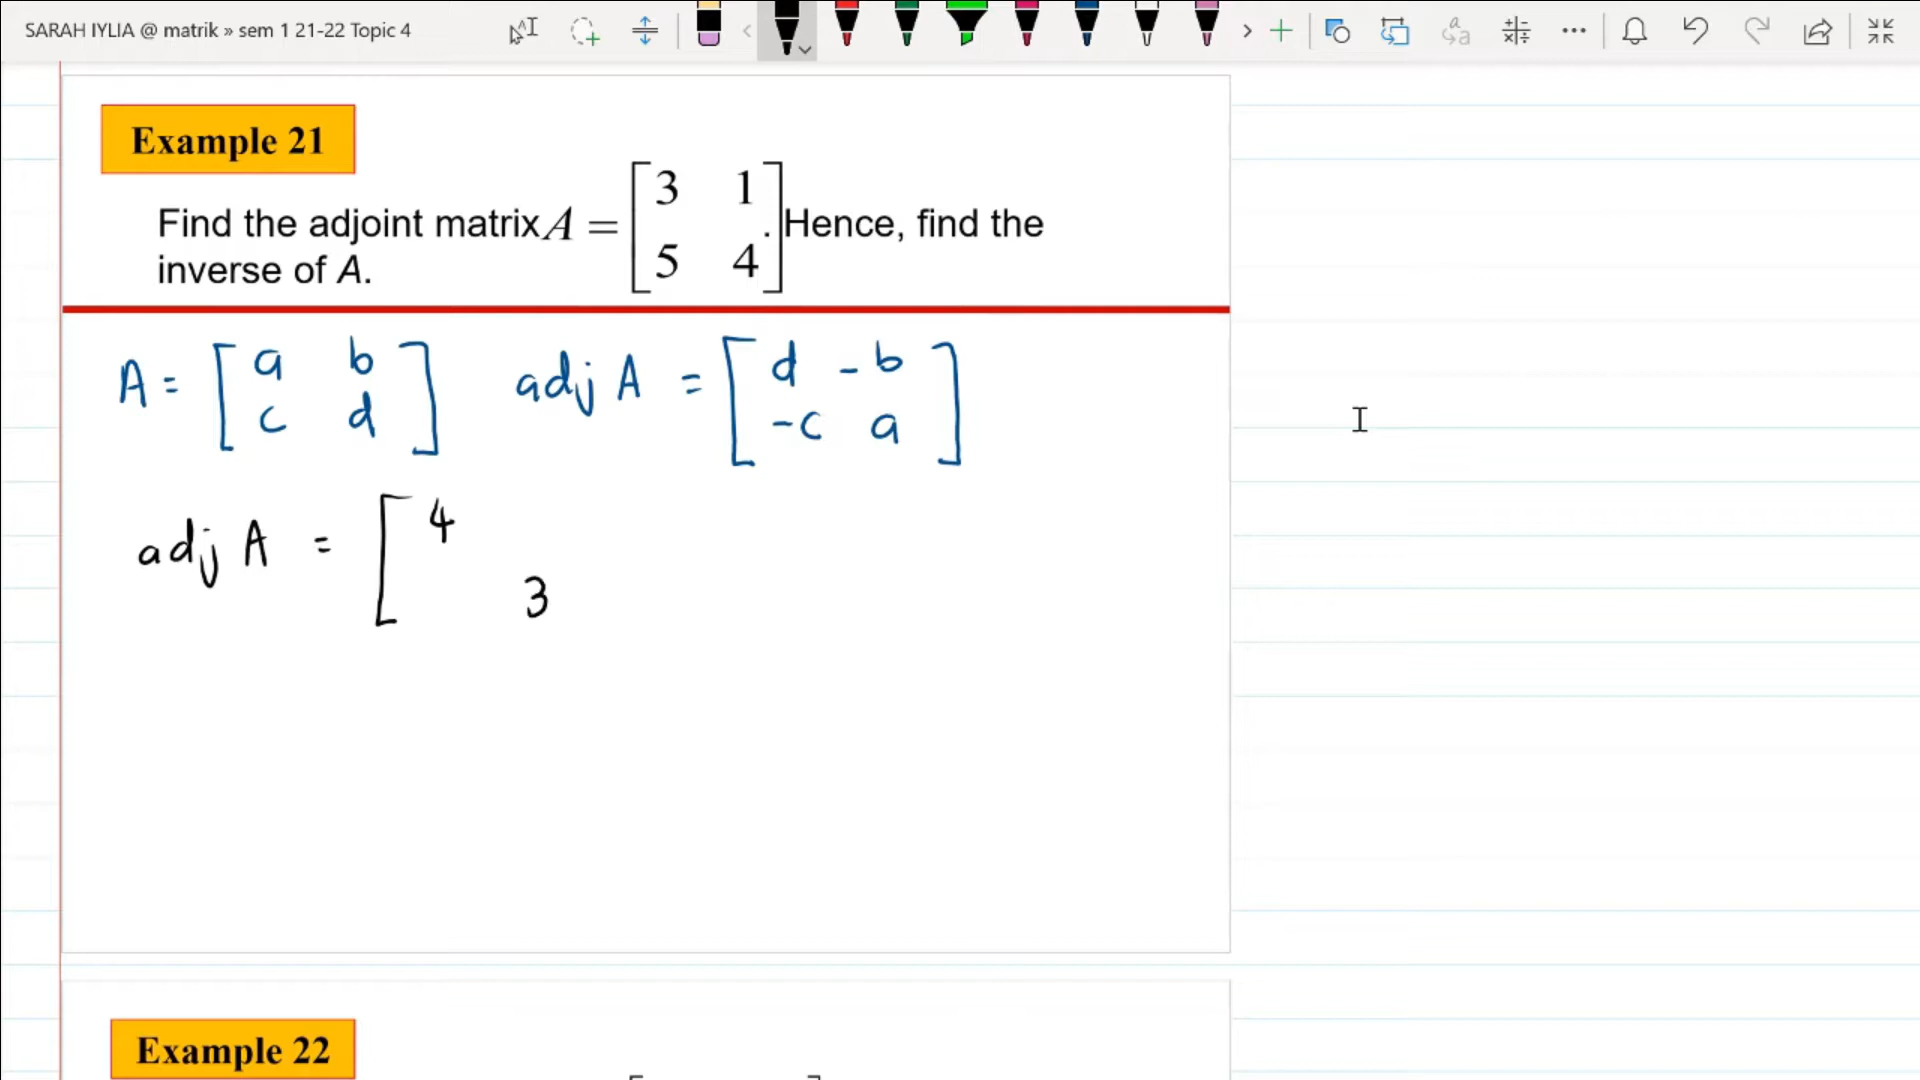 SARAH IYLIA @ matrik » sem 1 21-22 Topic 4
Example 21
Find the adjoint matrix A = [3 1
5 4]. Hence, find the
inverse of A.
A = [a b
c d] adj A = [d -b
-c a]
adj A = [4
3
Example 22